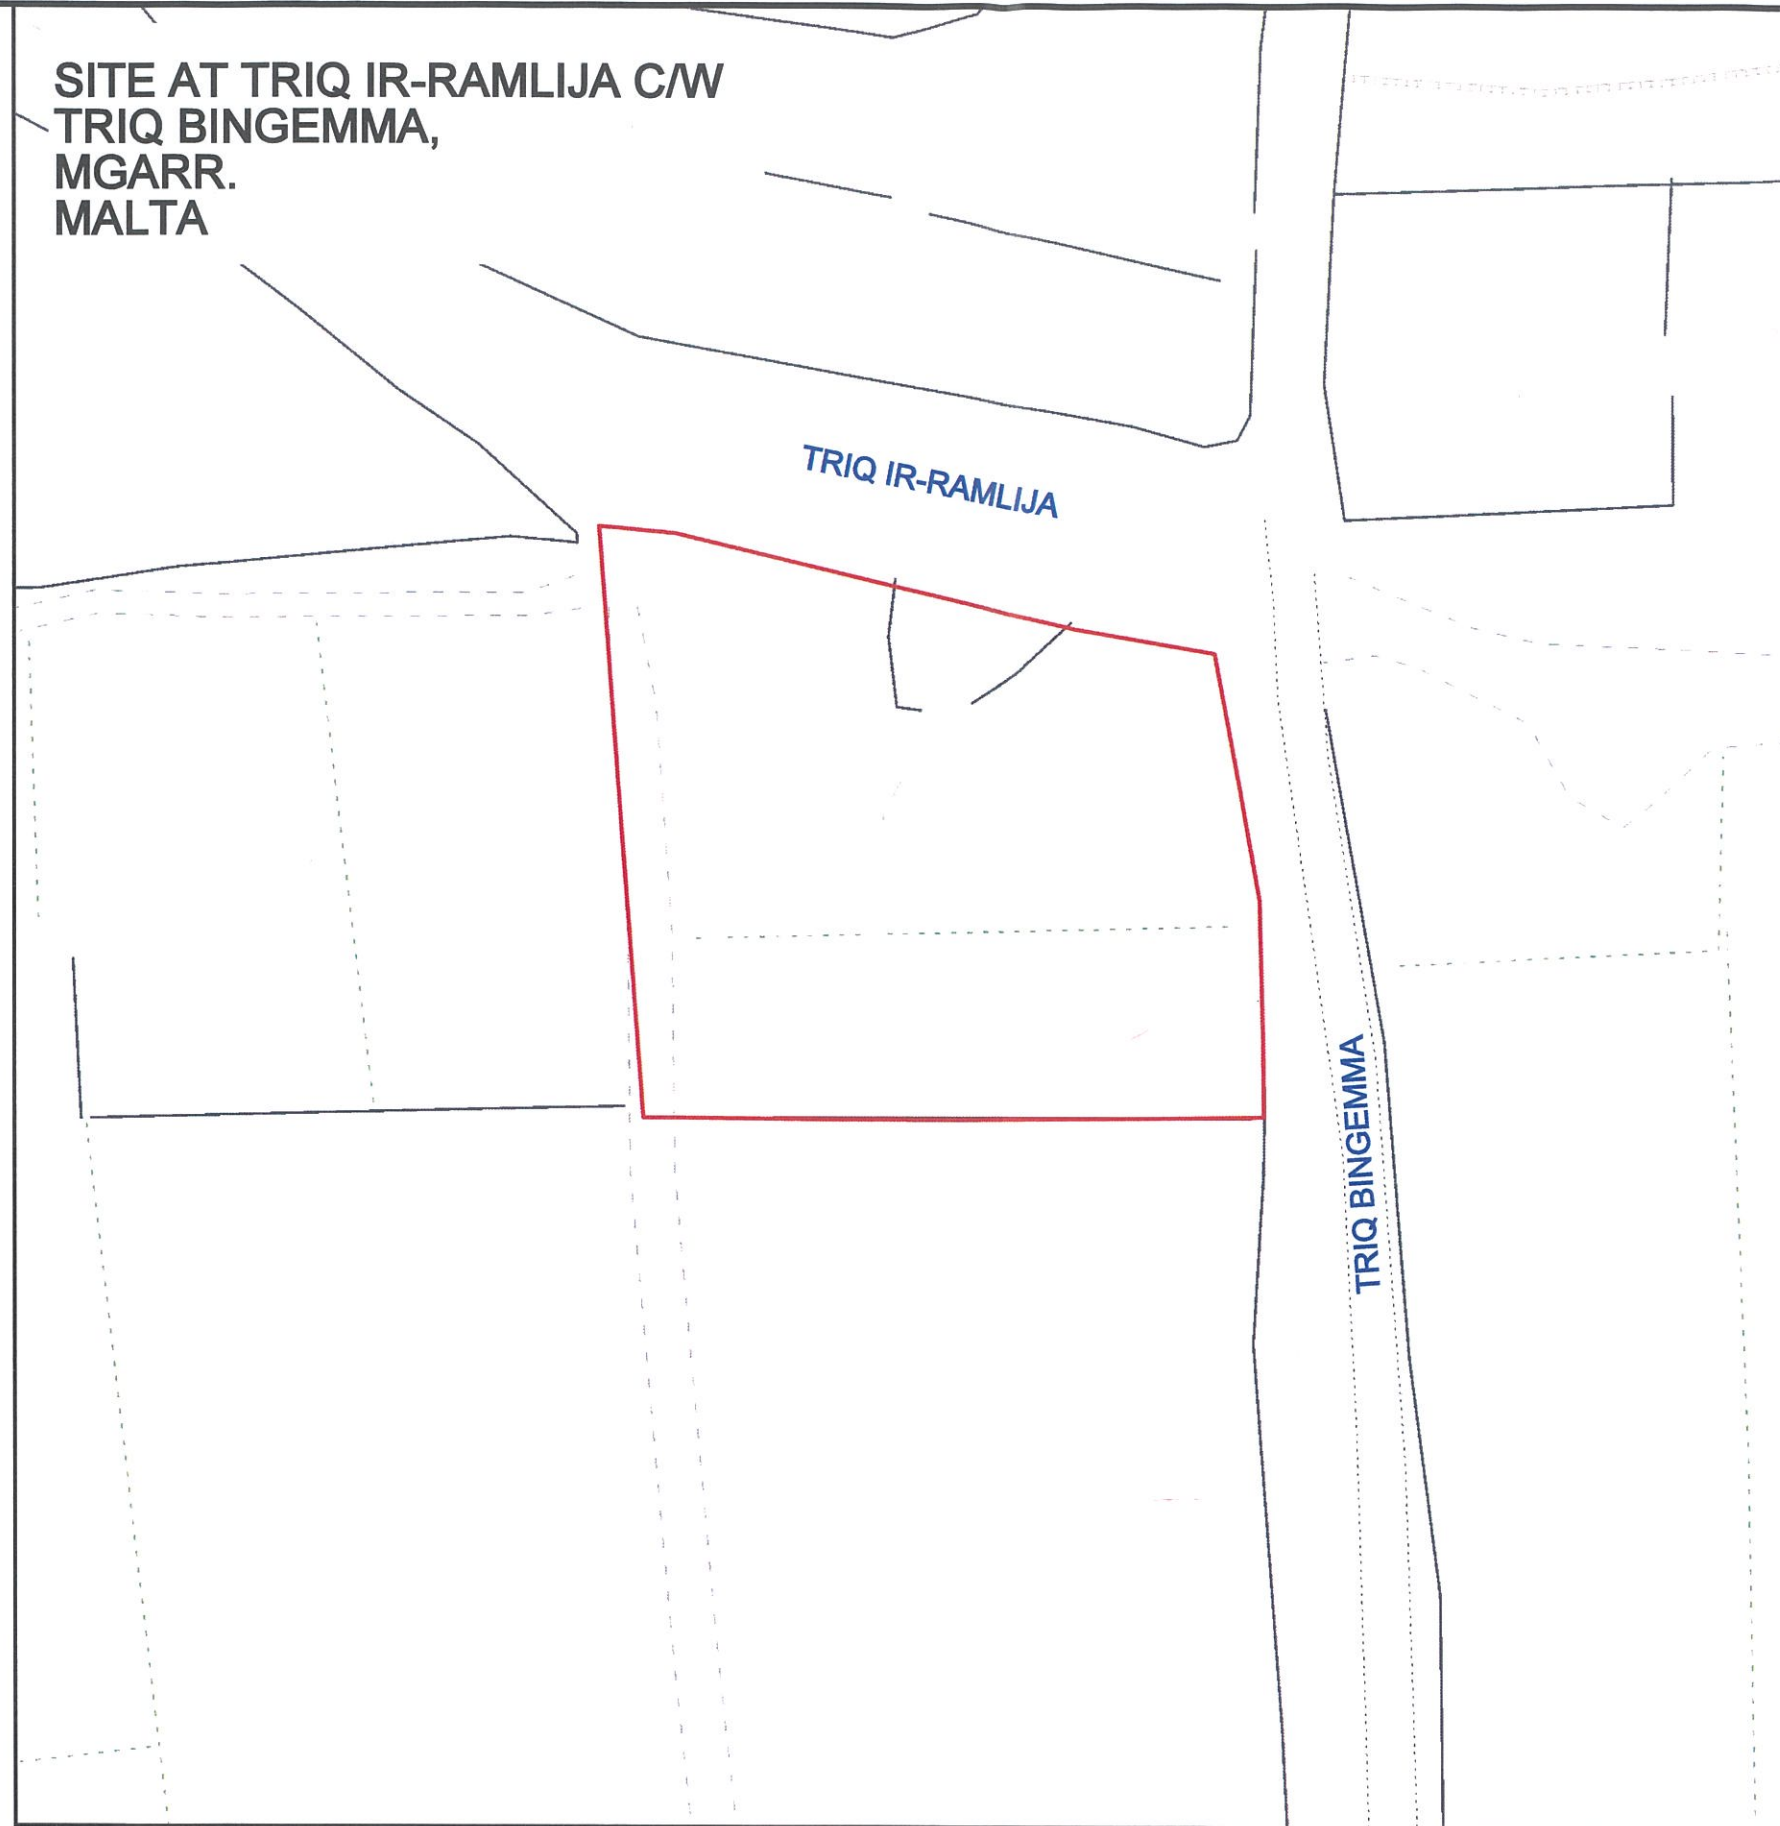 SITE AT TRIQ IR-RAMLIJA C/W
TRIQ BINGEMMA,
MGARR.
MALTA
TRIQ IR-RAMLIJA
TRIQ BINGEMMA